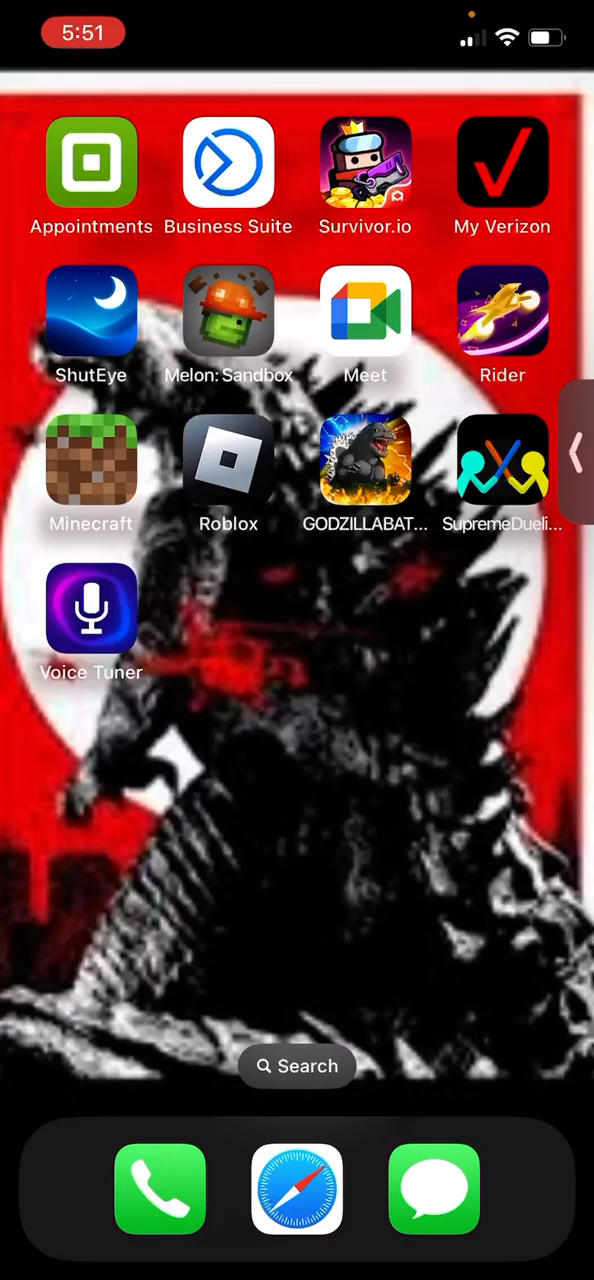 5:51
Appointments
Business Suite
Survivor.io
My Verizon
ShutEye
Melon: Sandbox
Meet
Rider
Minecraft
Roblox
GODZILLABAT...
SupremeDueli...
Voice Tuner
Search